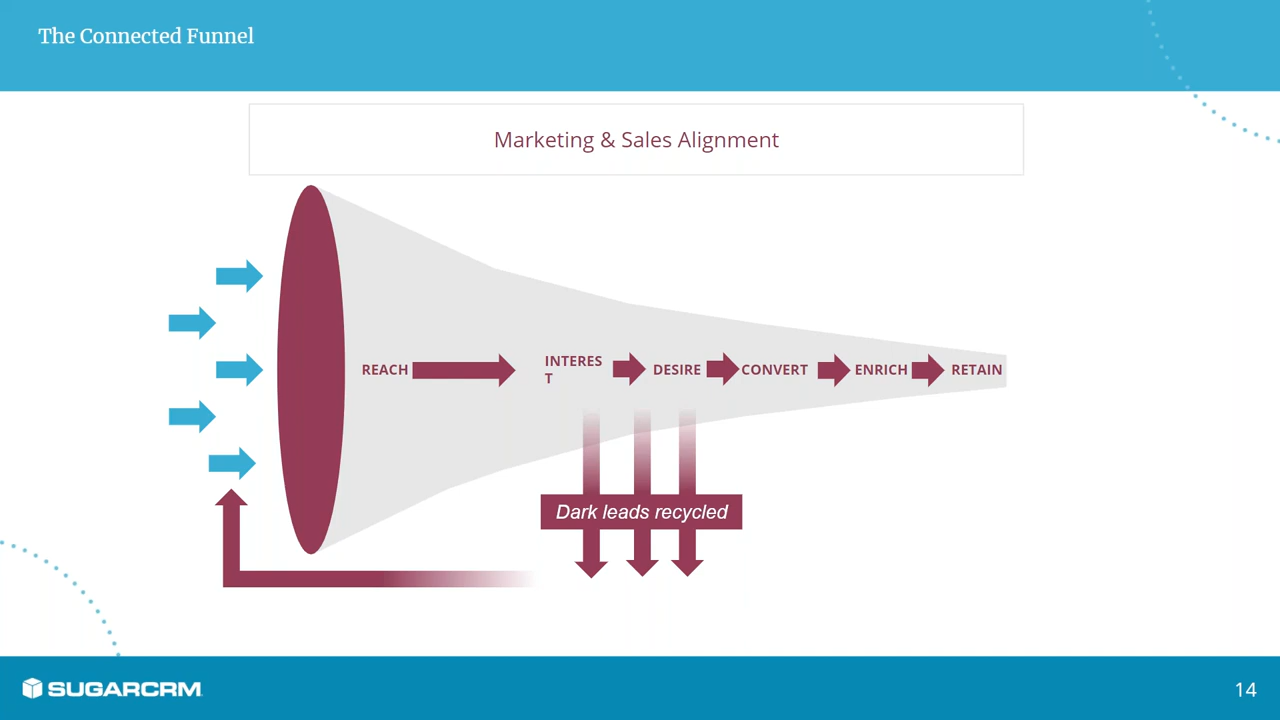 The Connected Funnel
Marketing & Sales Alignment
REACH
INTERES
T
DESIRE
CONVERT
ENRICH
RETAIN
Dark leads recycled
SUGARCRM
14